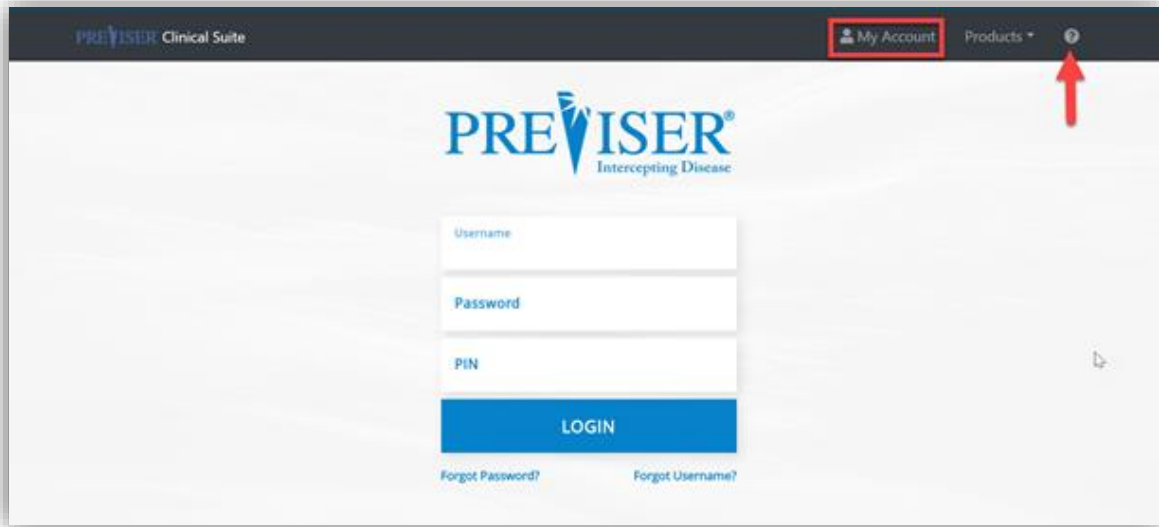 PREVISER Clinical Suite My Account Products ?
PREVISER®
Intercepting Disease
Username
Password
PIN
LOGIN
Forgot Password? Forgot Username?